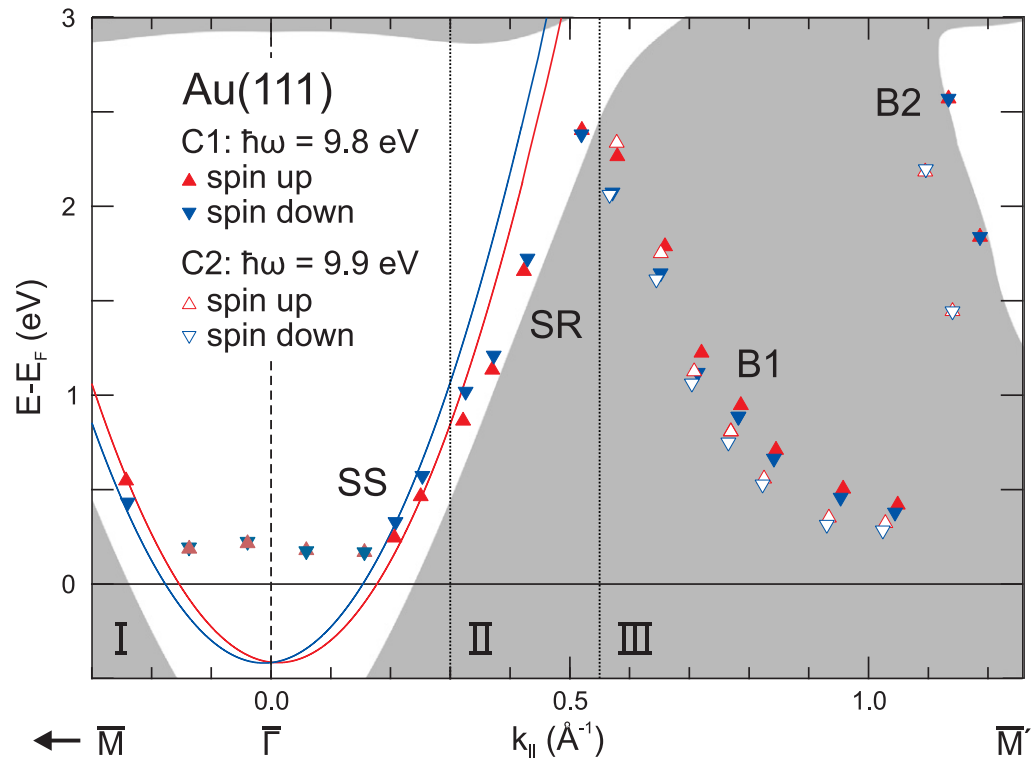 3
2
1
0
E-E_F (eV)
Au(111)
C1: ħω = 9.8 eV
spin up
spin down
C2: ħω = 9.9 eV
spin up
spin down
B2
SR
B1
SS
I
II
III
0.0
0.5
1.0
M̅
Γ̅
k_|| (Å⁻¹)
M̅′